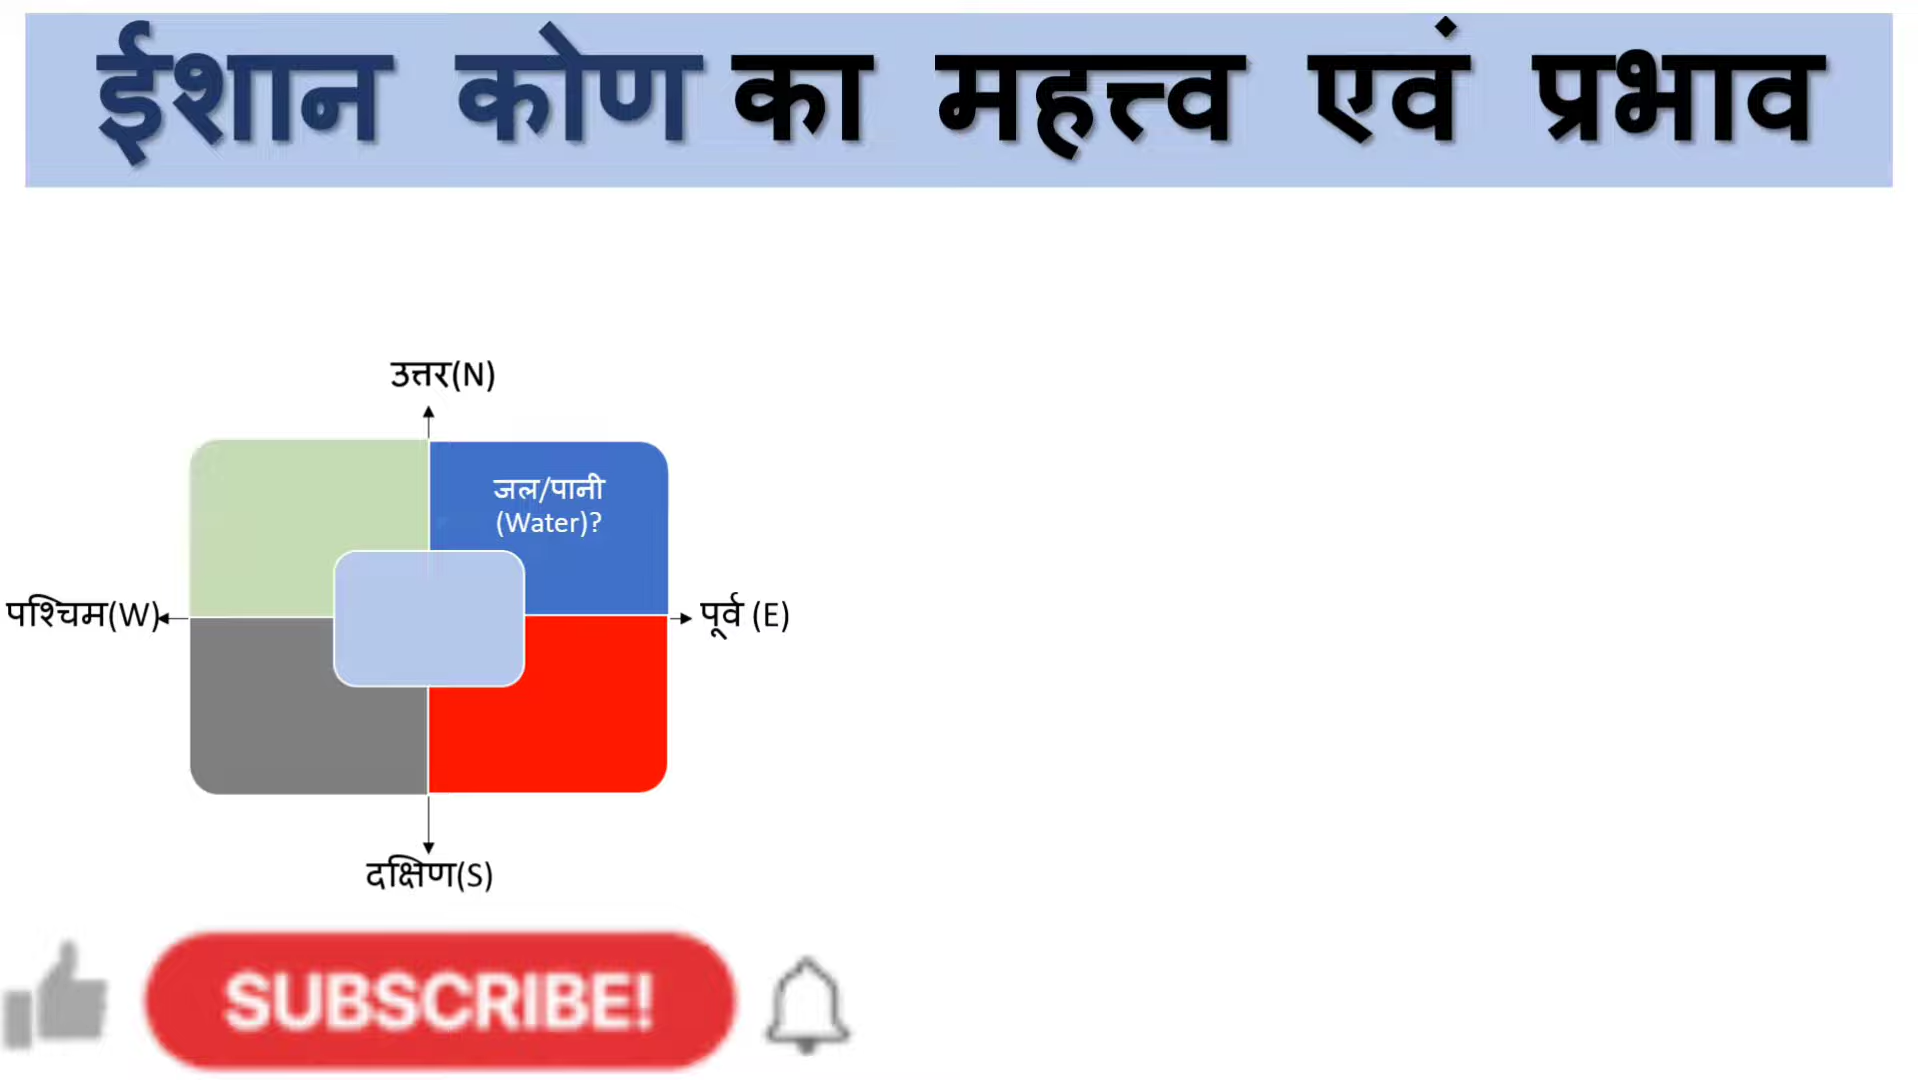 ईशान कोण का महत्त्व एवं प्रभाव
उत्तर(N)
जल/पानी
(Water)?
पश्चिम(W)
पूर्व (E)
दक्षिण(S)
SUBSCRIBE!